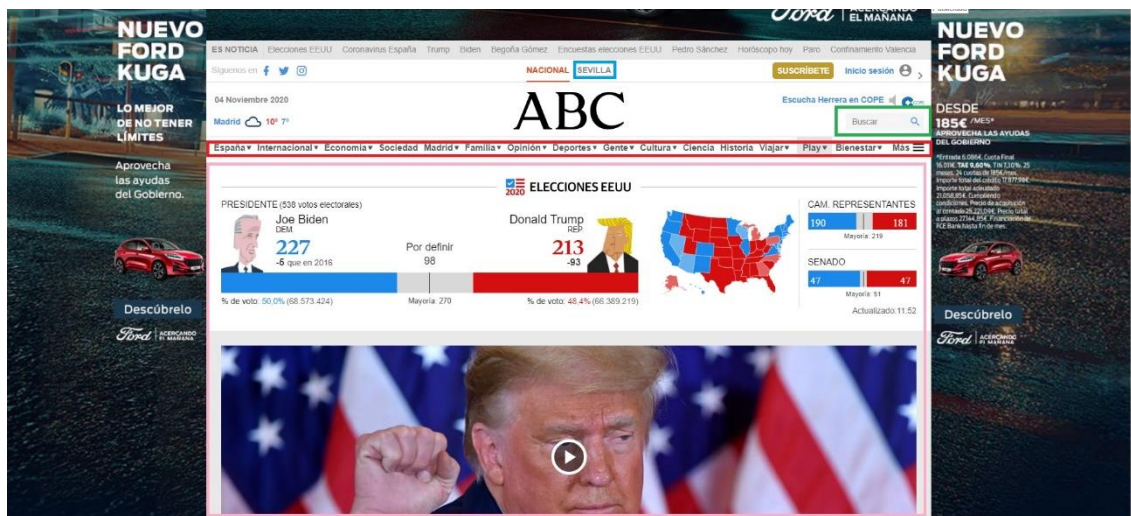 NUEVO
FORD
KUGA
LO MEJOR
DE NO TENER
LÍMITES
Aprovecha
las ayudas
del Gobierno.
Descúbrelo
Ford ACERCANDO
EL MAÑANA
Ford ACERCANDO
EL MAÑANA
ES NOTICIA Elecciones EEUU Coronavirus España Trump Biden Begoña Gómez Encuestas elecciones EEUU Pedro Sánchez Horóscopo hoy Paro Confinamiento Valencia
Síguenos en
NACIONAL SEVILLA
SUSCRÍBETE Inicio sesión
04 Noviembre 2020
ABC
Escucha Herrera en COPE
Madrid 10º 7º
Buscar
España Internacional Economía Sociedad Madrid Familia Opinión Deportes Gente Cultura Ciencia Historia Viajar Play Bienestar Más
2020 ELECCIONES EEUU
PRESIDENTE (538 votos electorales)
Joe Biden
DEM.
227
-5 que en 2016
Por definir
98
Donald Trump
REP.
213
-93
% de voto: 50,0% (68.573.424)
Mayoría: 270
% de voto: 48,4% (66.389.219)
CAM. REPRESENTANTES
190 181
Mayoría: 219
SENADO
47 47
Mayoría: 51
Actualizado:11:52
NUEVO
FORD
KUGA
DESDE
185€ /MES*
APROVECHA LAS AYUDAS
DEL GOBIERNO
Descúbrelo
Ford ACERCANDO
EL MAÑANA